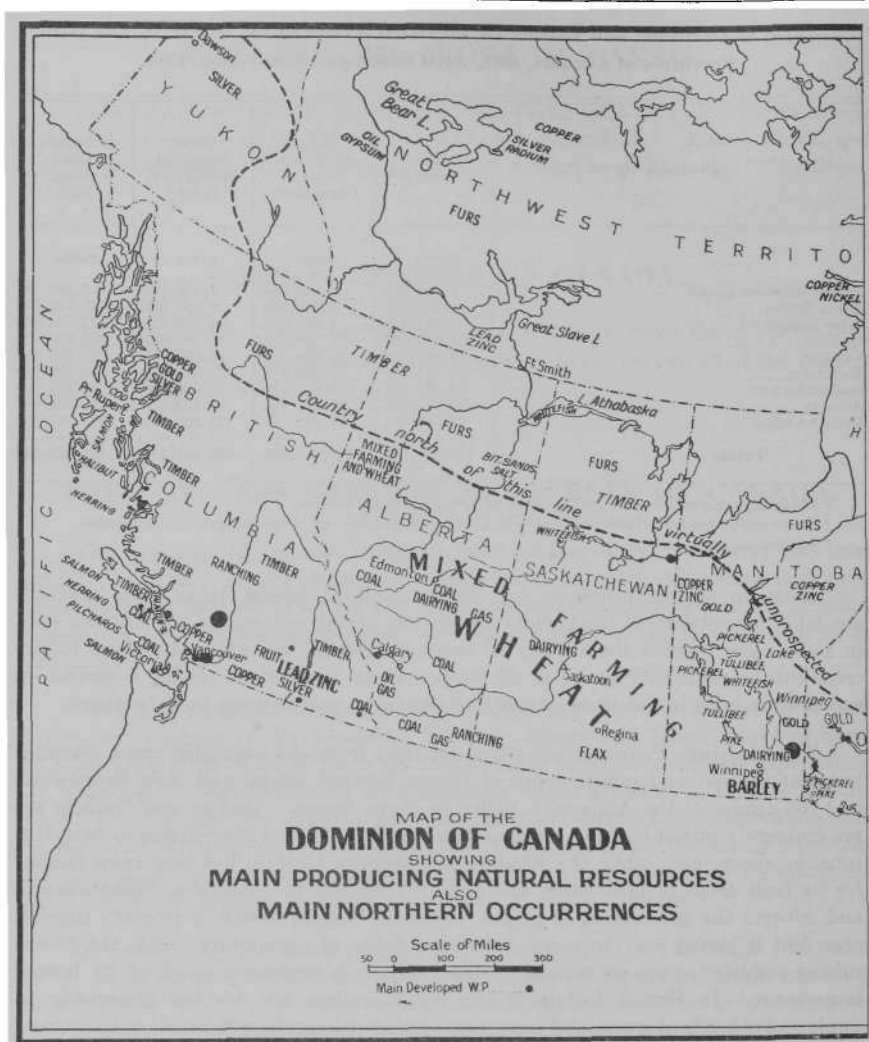 Dawson
SILVER
YUKON
Great
Bear L.
OIL
GYPSUM
COPPER
SILVER
RADIUM
NORTHWEST TERRITO
FURS
COPPER
NICKEL
PACIFIC OCEAN
LEAD
ZINC
Great Slave L
Ft Smith
FURS
TIMBER
COPPER
GOLD
SILVER
Pr Rupert
SALMON
HALIBUT
HERRING
TIMBER
TIMBER
BRITISH
COLUMBIA
Country north of this line virtually unprospected
MIXED
FARMING
AND WHEAT
FURS
BIT. SANDS
SALT
WHITEFISH
L. Athabaska
FURS
TIMBER
H
FURS
ALBERTA
WHITEFISH
SASKATCHEWAN
MANITOBA
COPPER
ZINC
COPPER
ZINC
GOLD
TIMBER
RANCHING
TIMBER
SALMON
TIMBER
HERRING
COAL
PILCHARDS
COAL
SALMON
Victoria
COPPER
Vancouver
FRUIT
LEAD ZINC
SILVER
COPPER
TIMBER
COAL
Edmonton
COAL
COAL
DAIRYING
GAS
MIXED FARMING
WHEAT
DAIRYING
Saskatoon
Calgary
OIL
GAS
COAL
COAL
GAS
RANCHING
Regina
FLAX
PICKEREL
PICKEREL
TULLIBEE
WHITEFISH
Lake
Winnipeg
TULLIBEE
PIKE
GOLD
GOLD
O
DAIRYING
Winnipeg
BARLEY
PICKEREL
PIKE
MAP OF THE
DOMINION OF CANADA
SHOWING
MAIN PRODUCING NATURAL RESOURCES
ALSO
MAIN NORTHERN OCCURRENCES
Scale of Miles
50 0 100 200 300
Main Developed W.P.